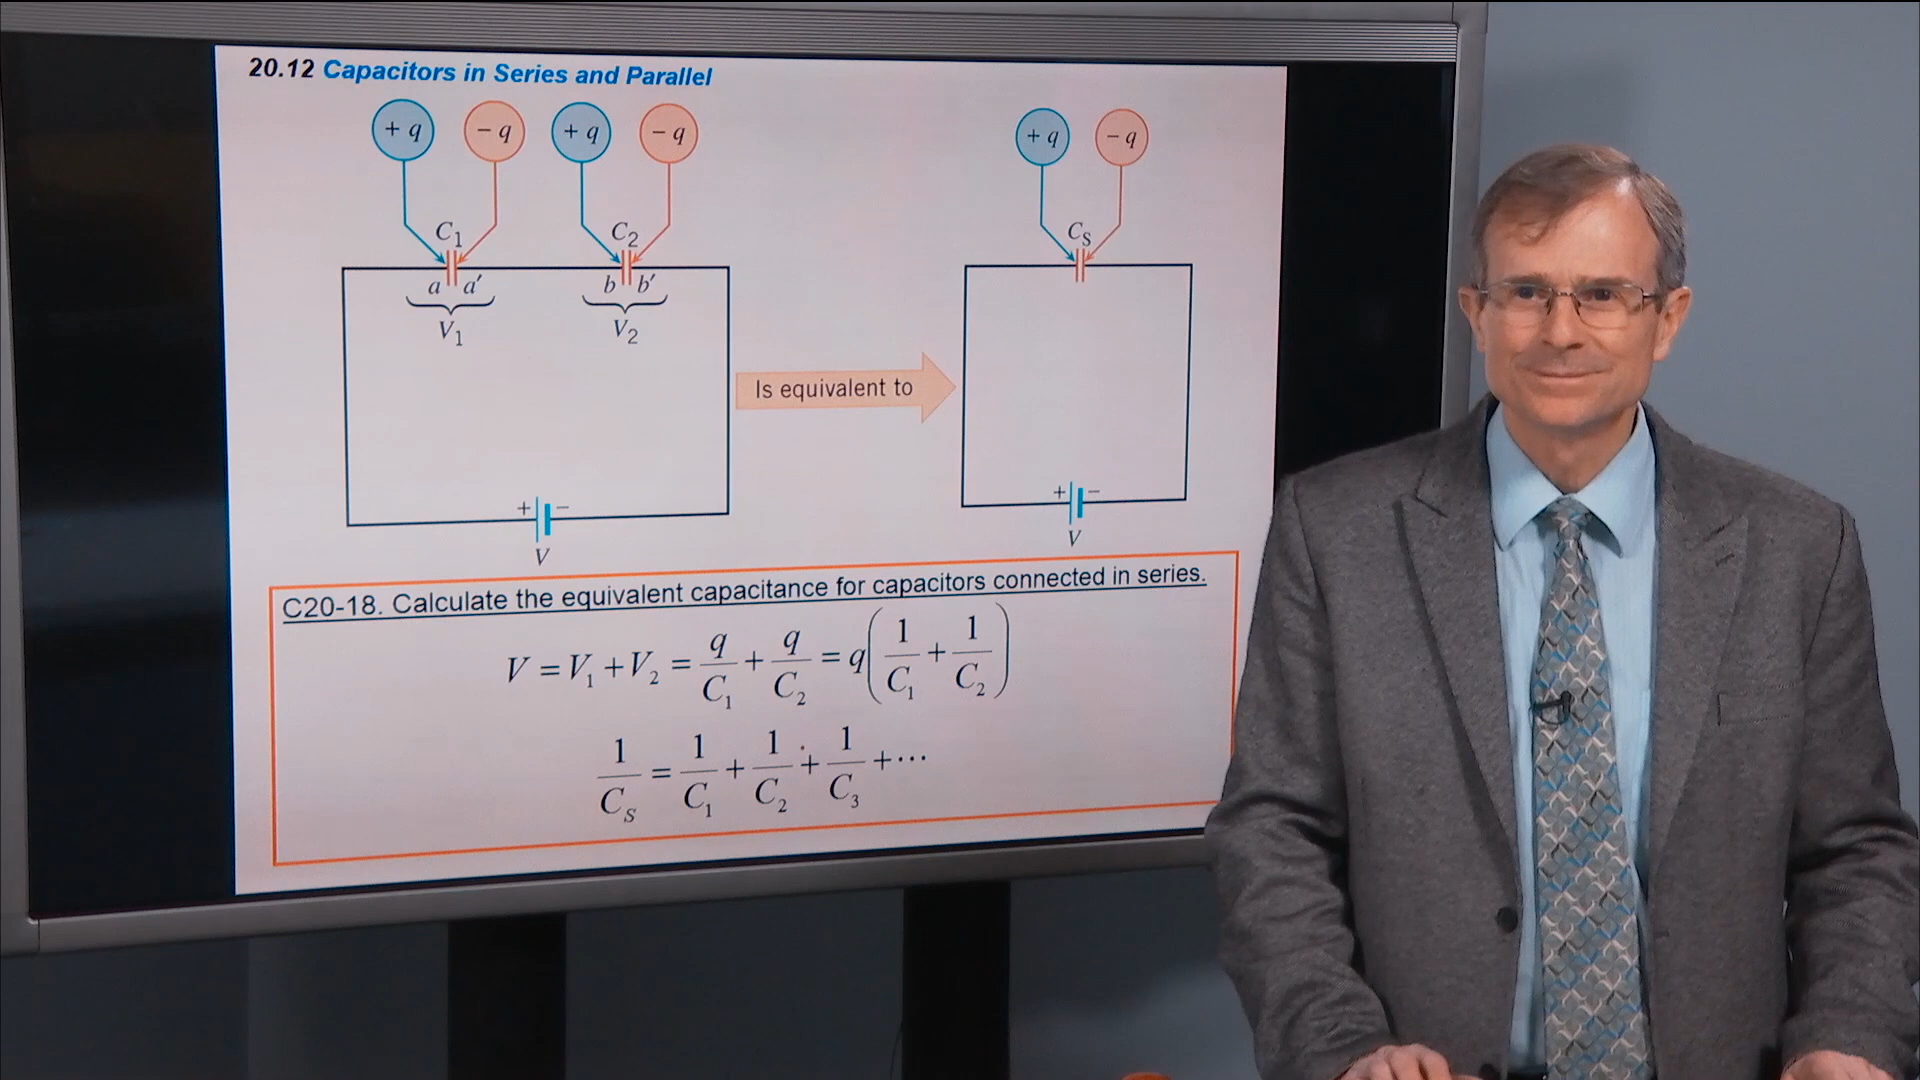 20.12 Capacitors in Series and Parallel
+ q − q + q − q
+ q − q
C₁ C₂
Cₛ
a a′ b b′
V₁ V₂
Is equivalent to
+ −
V
+ −
V
C20-18. Calculate the equivalent capacitance for capacitors connected in series.
V = V₁ + V₂ = q/C₁ + q/C₂ = q(1/C₁ + 1/C₂)
1/Cₛ = 1/C₁ + 1/C₂ + 1/C₃ + ⋯